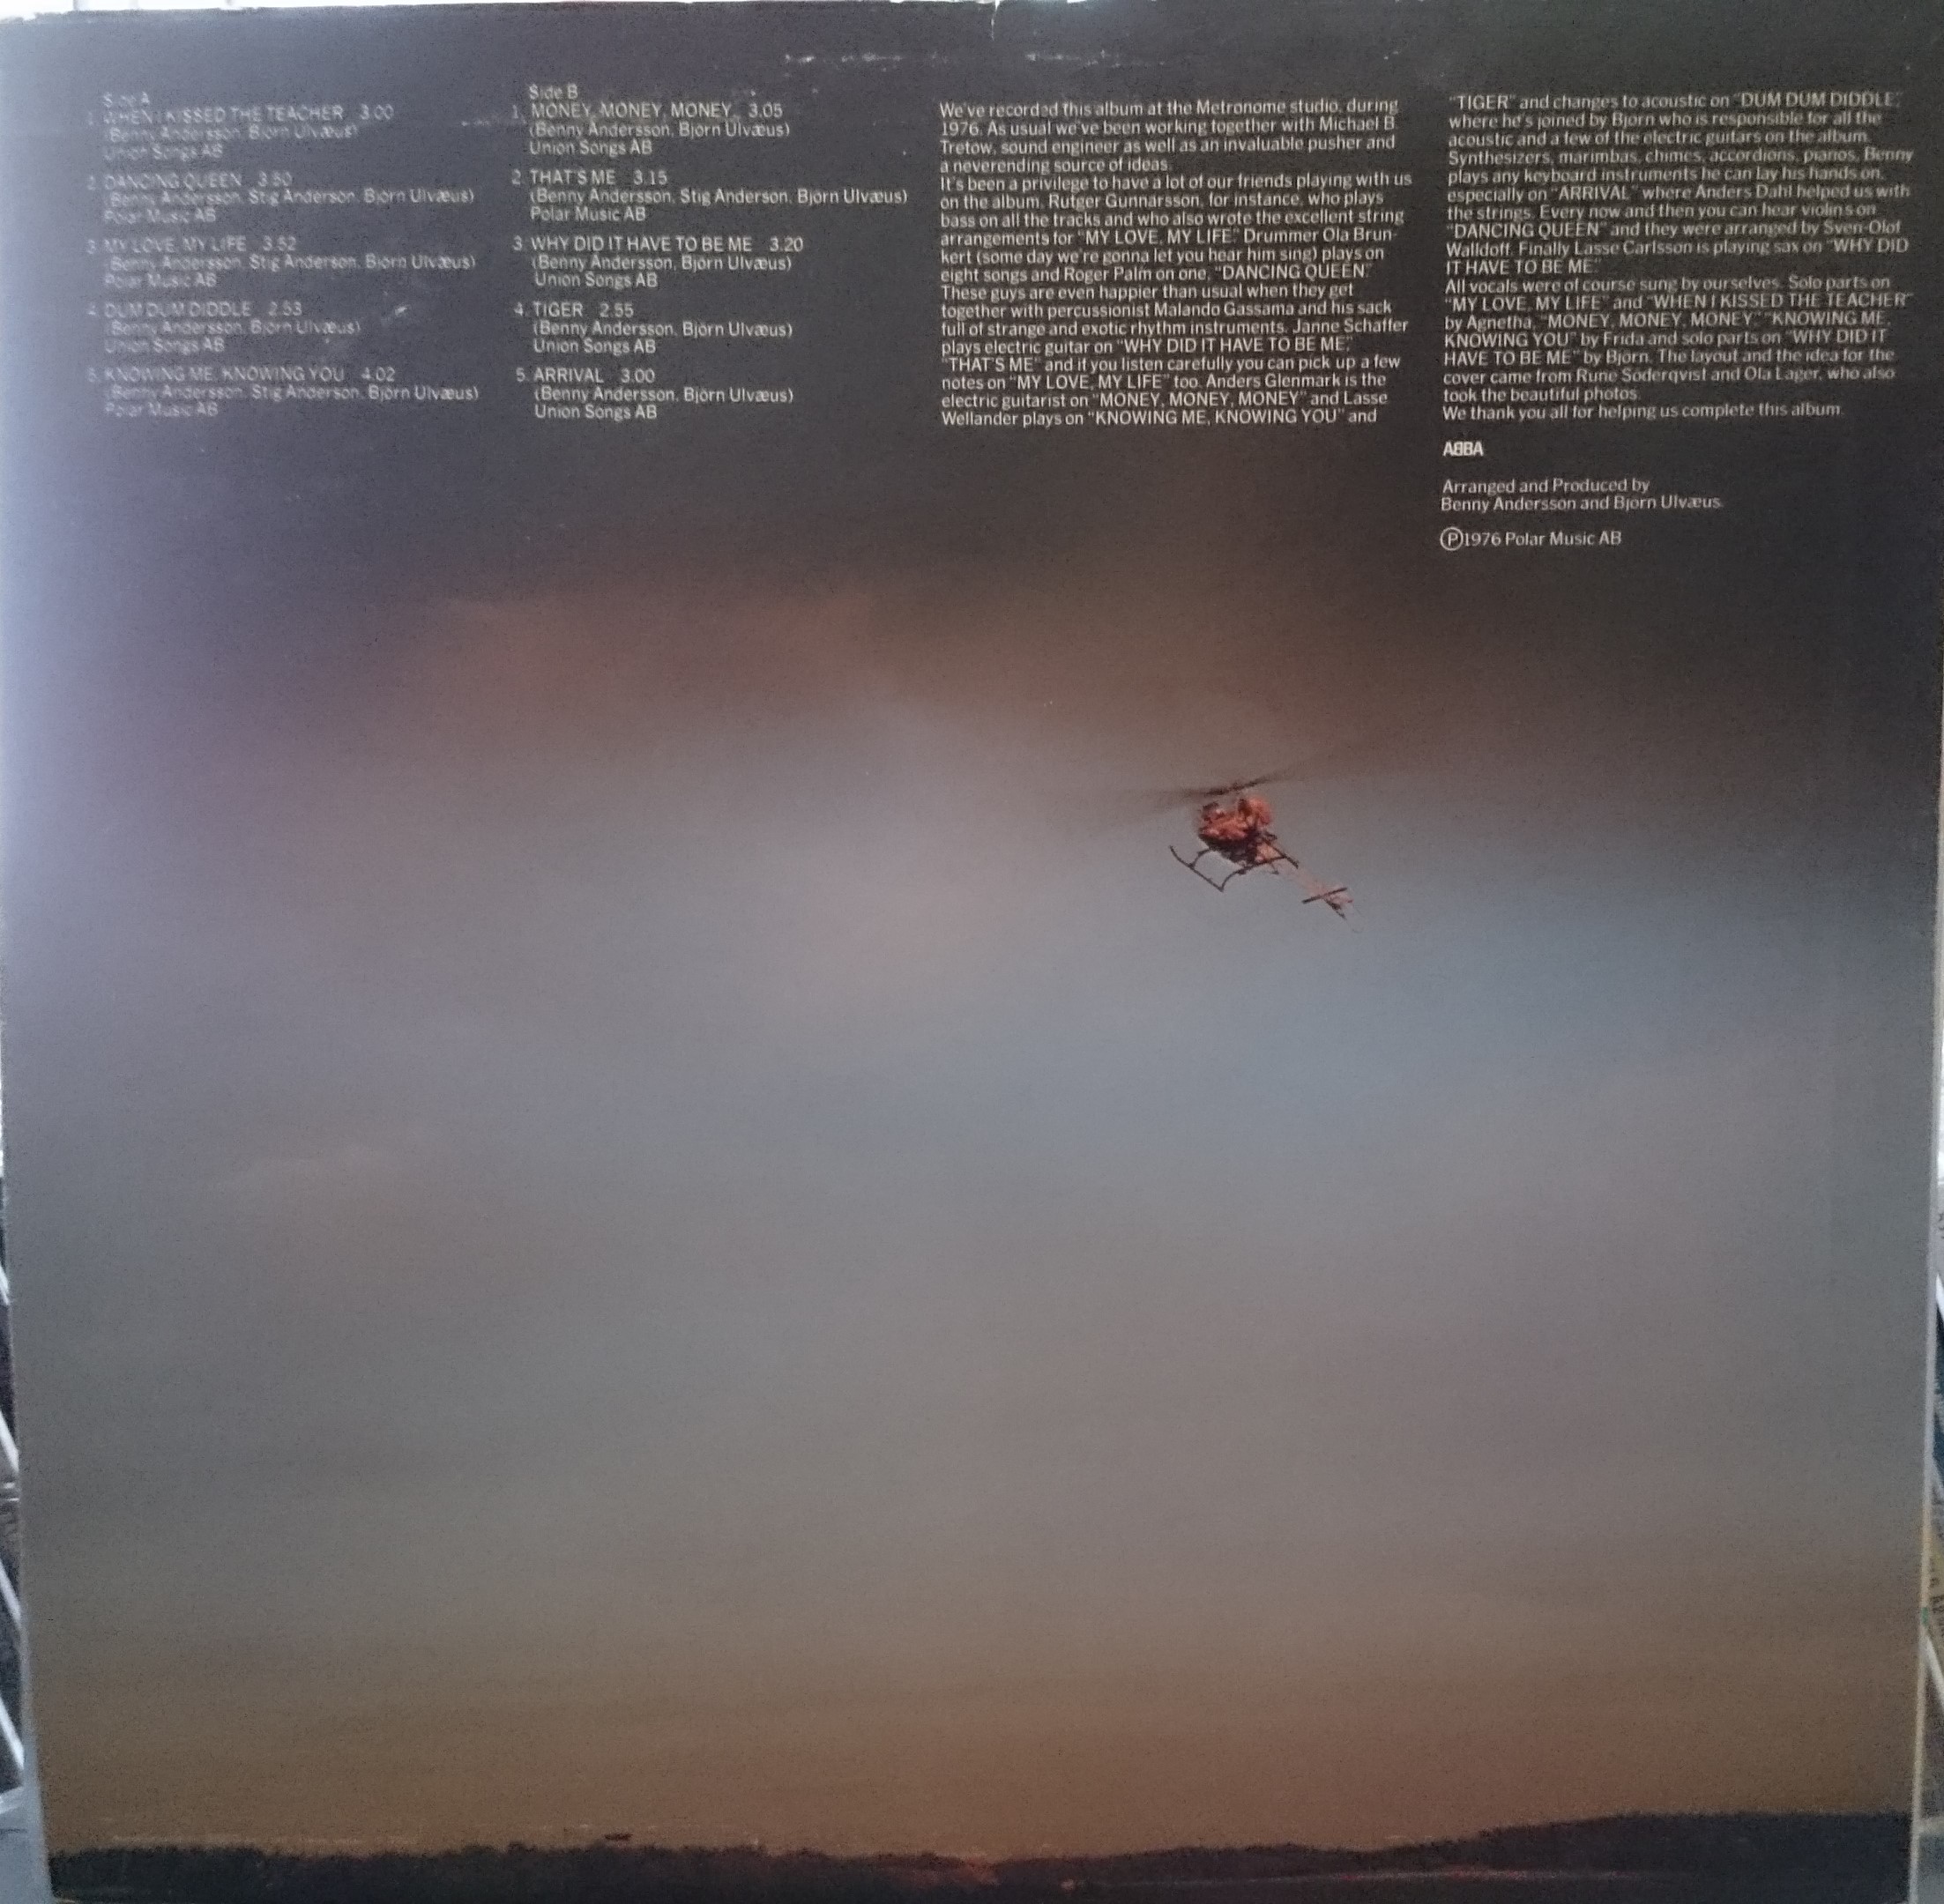 Side A
1. WHEN I KISSED THE TEACHER 3.00
(Benny Andersson, Björn Ulvæus)
Union Songs AB
2. DANCING QUEEN 3.50
(Benny Andersson, Stig Anderson, Björn Ulvæus)
Polar Music AB
3. MY LOVE, MY LIFE 3.52
(Benny Andersson, Stig Anderson, Björn Ulvæus)
Polar Music AB
4. DUM DUM DIDDLE 2.53
(Benny Andersson, Björn Ulvæus)
Union Songs AB
5. KNOWING ME, KNOWING YOU 4.02
(Benny Andersson, Stig Anderson, Björn Ulvæus)
Polar Music AB
Side B
1. MONEY, MONEY, MONEY 3.05
(Benny Andersson, Björn Ulvæus)
Union Songs AB
2. THAT'S ME 3.15
(Benny Andersson, Stig Anderson, Björn Ulvæus)
Polar Music AB
3. WHY DID IT HAVE TO BE ME 3.20
(Benny Andersson, Björn Ulvæus)
Union Songs AB
4. TIGER 2.55
(Benny Andersson, Björn Ulvæus)
Union Songs AB
5. ARRIVAL 3.00
(Benny Andersson, Björn Ulvæus)
Union Songs AB
We've recorded this album at the Metronome studio, during
1976. As usual we've been working together with Michael B.
Tretow, sound engineer as well as an invaluable pusher and
a neverending source of ideas.
It's been a privilege to have a lot of our friends playing with us
on the album. Rutger Gunnarsson, for instance, who plays
bass on all the tracks and who also wrote the excellent string
arrangements for "MY LOVE, MY LIFE." Drummer Ola Brun-
kert (some day we're gonna let you hear him sing) plays on
eight songs and Roger Palm on one, "DANCING QUEEN."
These guys are even happier than usual when they get
together with percussionist Malando Gassama and his sack
full of strange and exotic rhythm instruments. Janne Schaffer
plays electric guitar on "WHY DID IT HAVE TO BE ME,"
"THAT'S ME" and if you listen carefully you can pick up a few
notes on "MY LOVE, MY LIFE" too. Anders Glenmark is the
electric guitarist on "MONEY, MONEY, MONEY" and Lasse
Wellander plays on "KNOWING ME, KNOWING YOU" and
"TIGER" and changes to acoustic on "DUM DUM DIDDLE,"
where he's joined by Björn who is responsible for all the
acoustic and a few of the electric guitars on the album.
Synthesizers, marimbas, chimes, accordions, pianos, Benny
plays any keyboard instruments he can lay his hands on,
especially on "ARRIVAL" where Anders Dahl helped us with
the strings. Every now and then you can hear violins on
"DANCING QUEEN" and they were arranged by Sven-Olof
Walldoff. Finally Lasse Carlsson is playing sax on "WHY DID
IT HAVE TO BE ME."
All vocals were of course sung by ourselves. Solo parts on
"MY LOVE, MY LIFE" and "WHEN I KISSED THE TEACHER"
by Agnetha, "MONEY, MONEY, MONEY," "KNOWING ME,
KNOWING YOU" by Frida and solo parts on "WHY DID IT
HAVE TO BE ME" by Björn. The layout and the idea for the
cover came from Rune Söderqvist and Ola Lager, who also
took the beautiful photos.
We thank you all for helping us complete this album.
ABBA
Arranged and Produced by
Benny Andersson and Björn Ulvæus.
Ⓟ1976 Polar Music AB